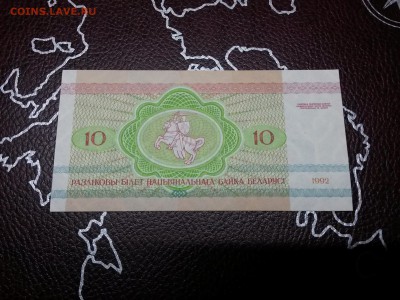 COINS.LAVE.RU
10 10
РАЗЛІКОВЫ БІЛЕТ НАЦЫЯНАЛЬНАГА БАНКА БЕЛАРУСІ 1992